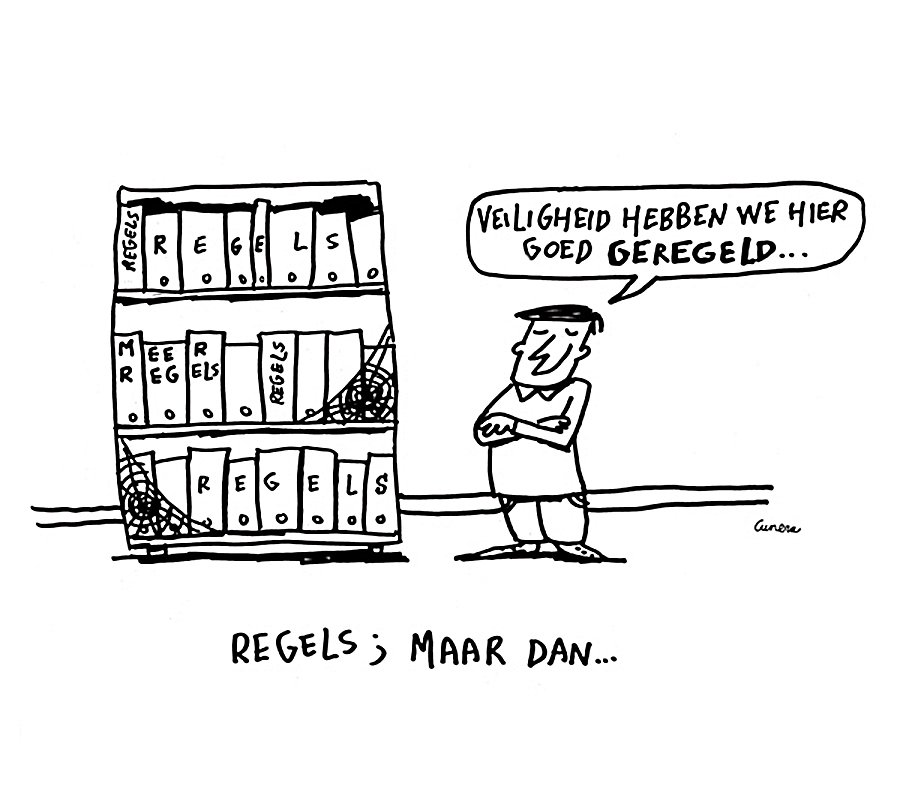 REGELS
R E G E L S
M EE R
R EG ELS
REGELS
R E G E L S
VEILIGHEID HEBBEN WE HIER
GOED GEREGELD...
REGELS; MAAR DAN...
Cunera